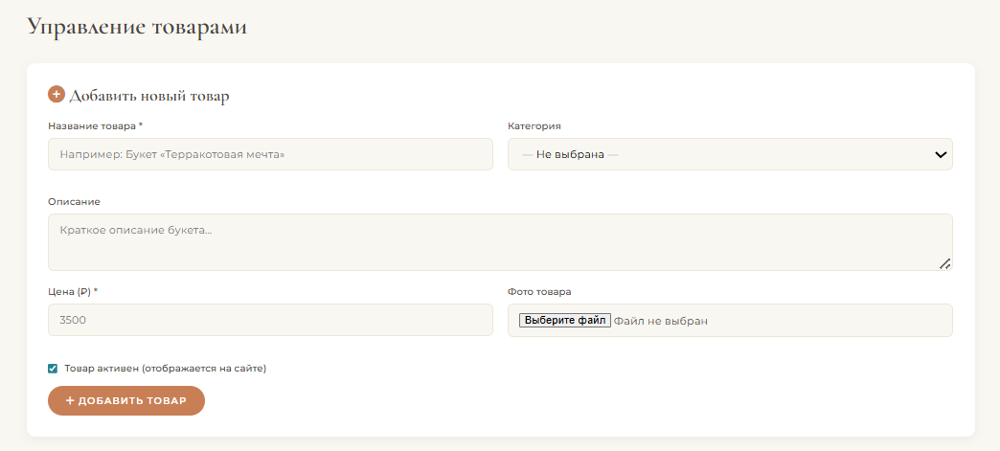 Управление товарами
Добавить новый товар
Название товара * Категория
Например: Букет «Терракотовая мечта» — Не выбрана —
Описание
Краткое описание букета...
Цена (₽) * Фото товара
3500 Выберите файл Файл не выбран
Товар активен (отображается на сайте)
+ ДОБАВИТЬ ТОВАР